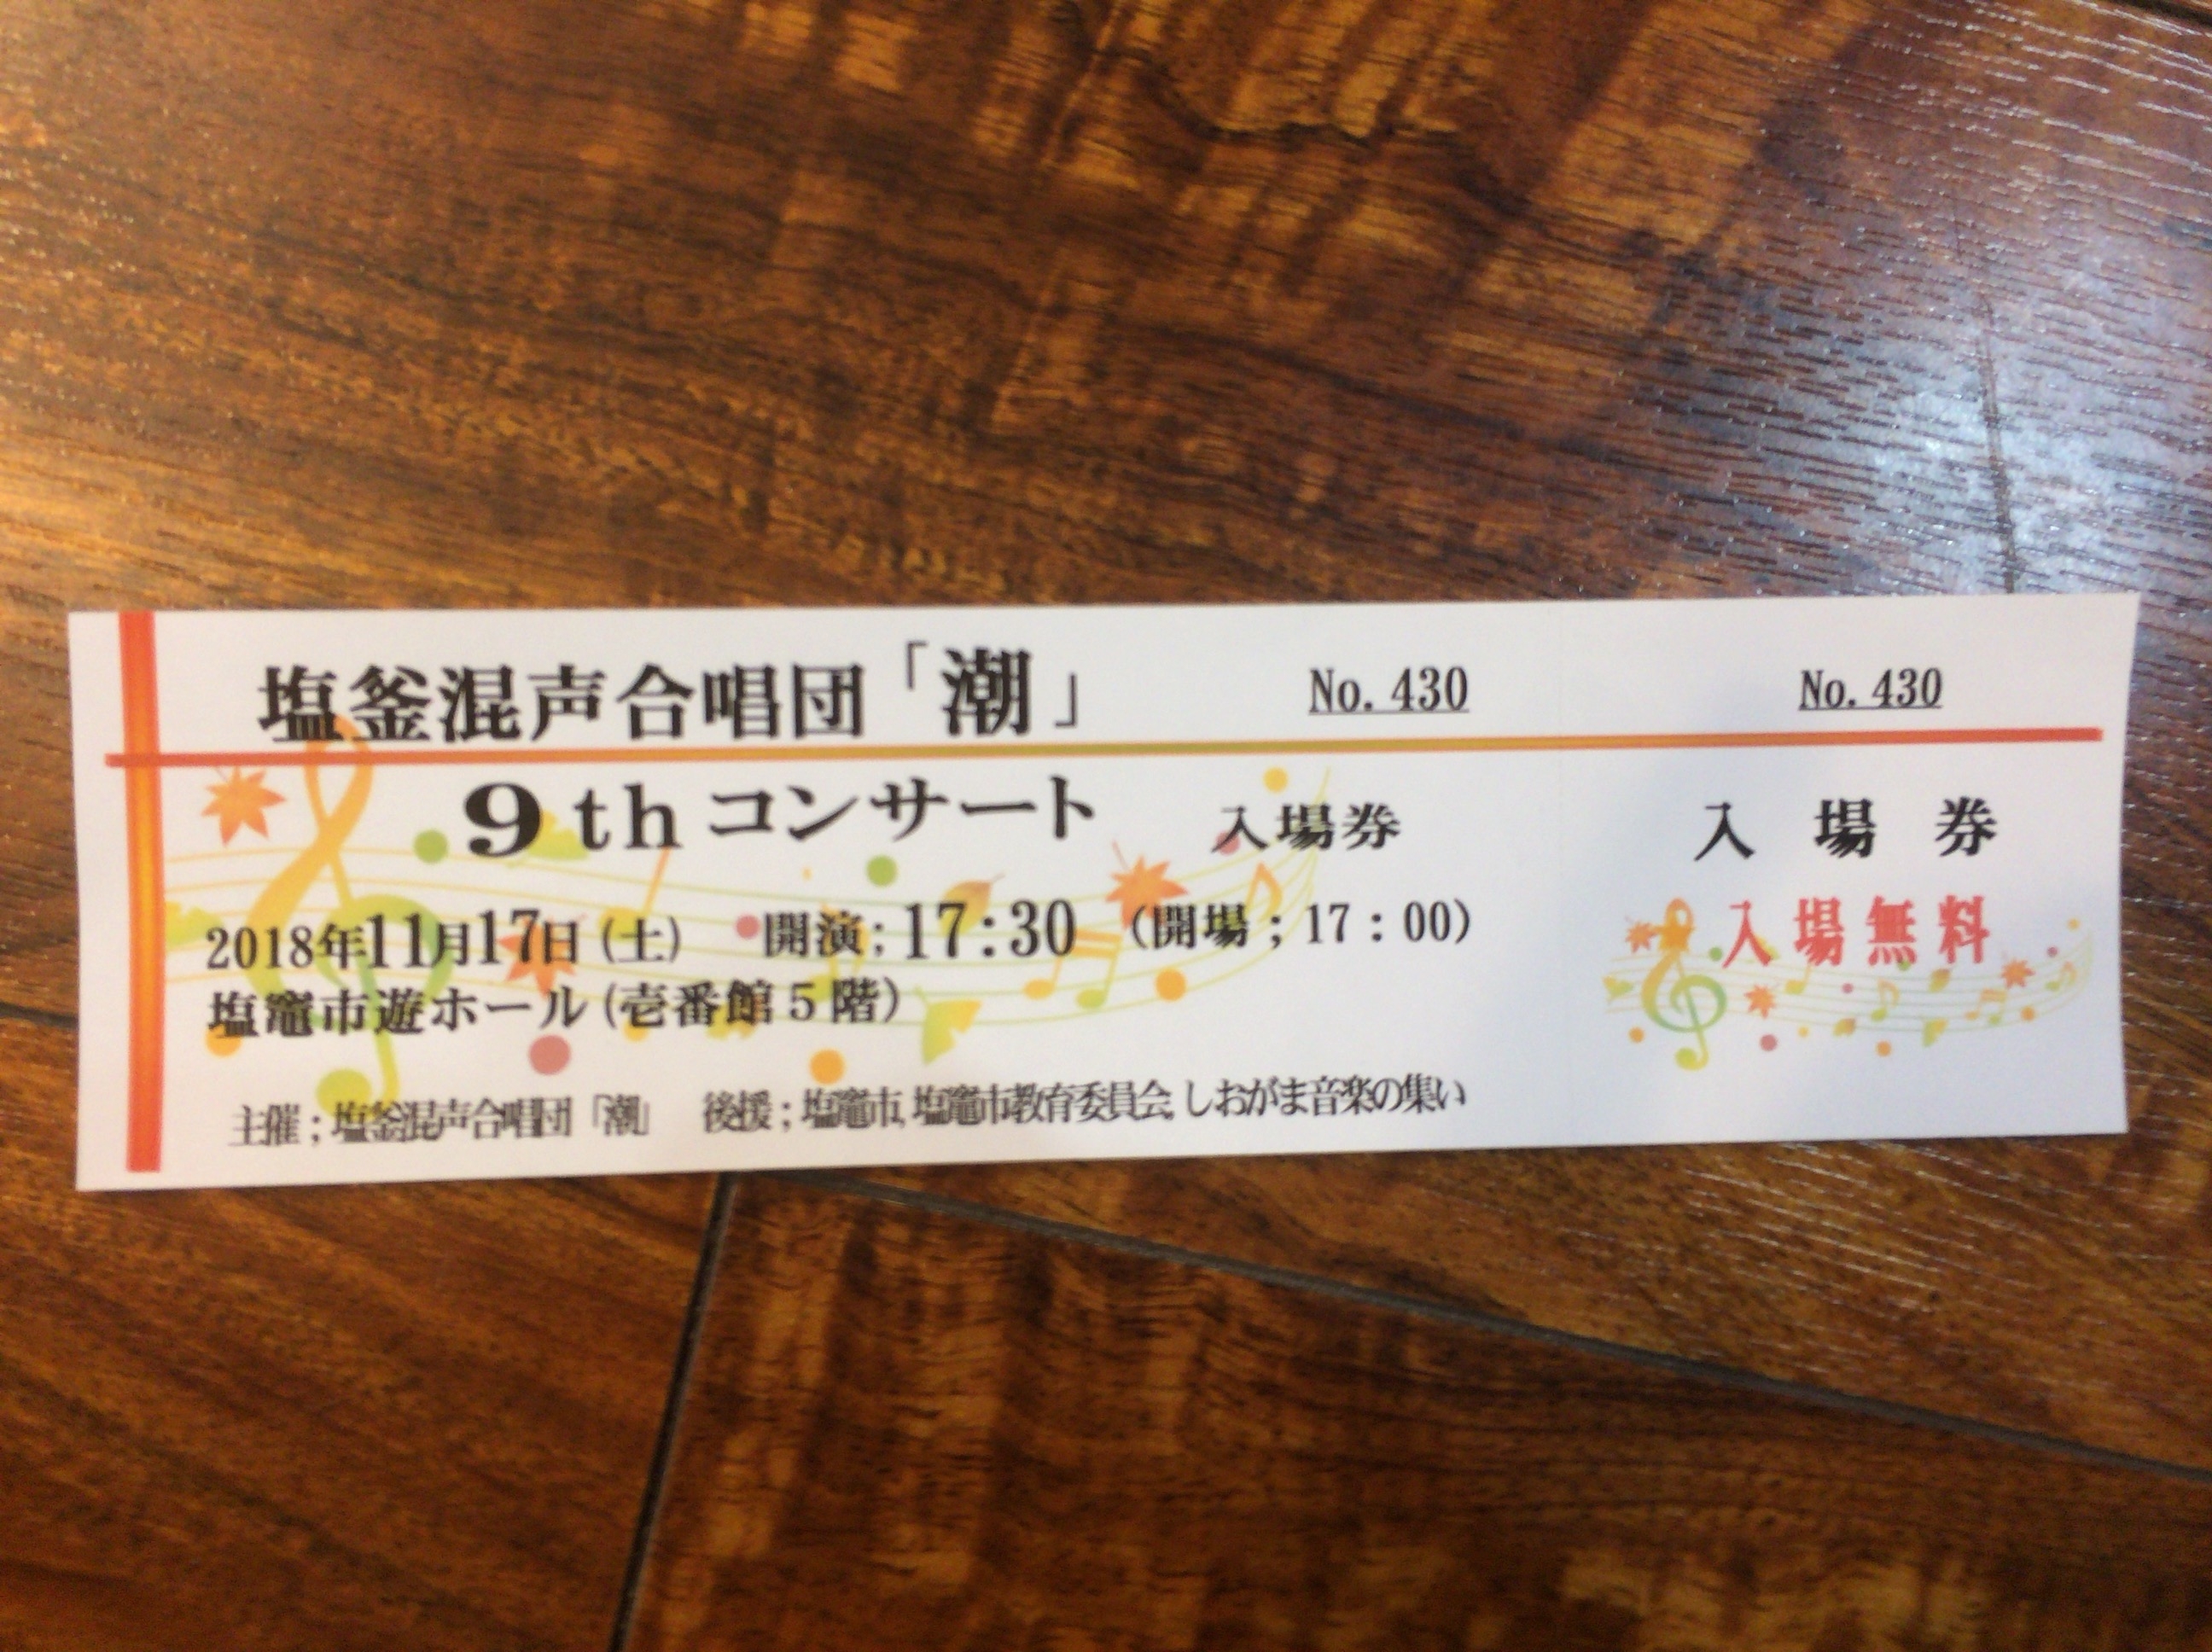 塩釜混声合唱団「潮」 No. 430
9thコンサート 入場券
2018年11月17日(土) 開演;17:30 (開場;17:00)
塩竈市遊ホール(壱番館5階)
主催;塩釜混声合唱団「潮」 後援;塩竈市,塩竈市教育委員会,しおがま音楽の集い
No. 430
入場券
入場無料